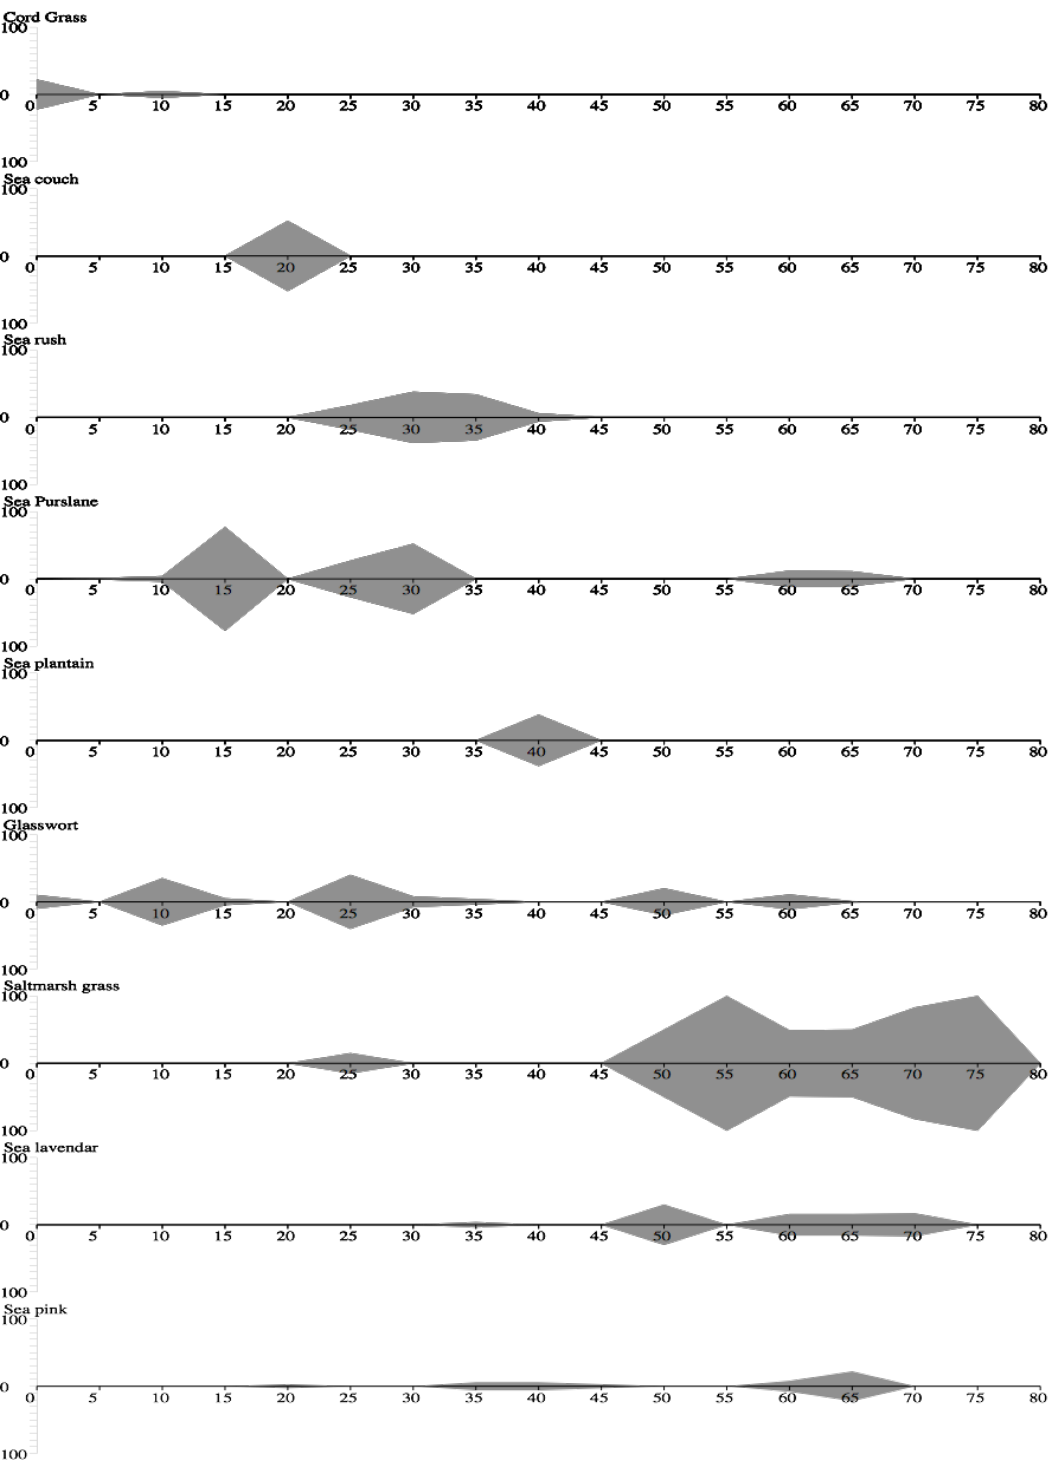 Cord Grass
100
0
0 5 10 15 20 25 30 35 40 45 50 55 60 65 70 75 80
100
Sea couch
100
0
0 5 10 15 20 25 30 35 40 45 50 55 60 65 70 75 80
100
Sea rush
100
0
0 5 10 15 20 25 30 35 40 45 50 55 60 65 70 75 80
100
Sea Purslane
100
0
0 5 10 15 20 25 30 35 40 45 50 55 60 65 70 75 80
100
Sea plantain
100
0
0 5 10 15 20 25 30 35 40 45 50 55 60 65 70 75 80
100
Glasswort
100
0
0 5 10 15 20 25 30 35 40 45 50 55 60 65 70 75 80
100
Saltmarsh grass
100
0
0 5 10 15 20 25 30 35 40 45 50 55 60 65 70 75 80
100
Sea lavendar
100
0
0 5 10 15 20 25 30 35 40 45 50 55 60 65 70 75 80
100
Sea pink
100
0
0 5 10 15 20 25 30 35 40 45 50 55 60 65 70 75 80
100